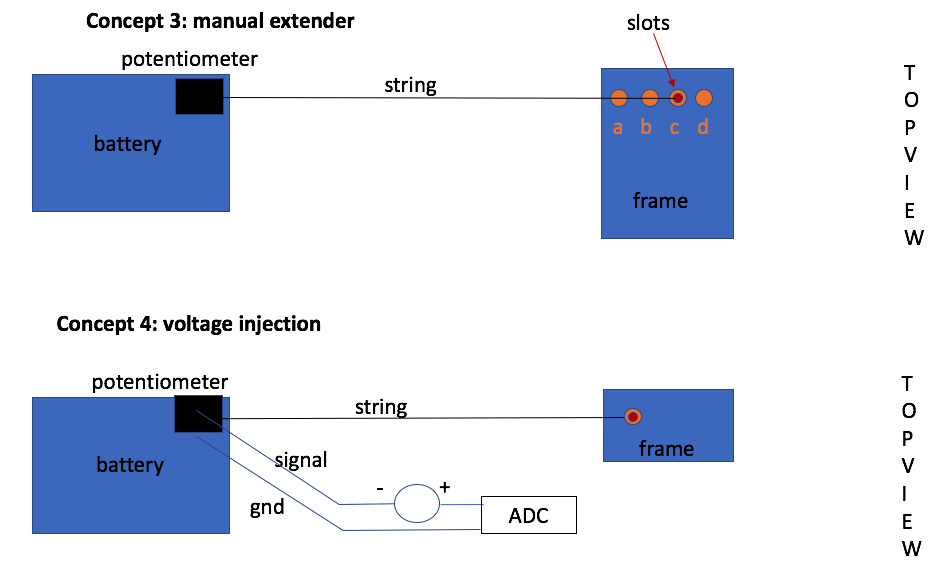 Concept 3: manual extender
slots
potentiometer
string
battery
a b c d
frame
T
O
P
V
I
E
W
Concept 4: voltage injection
potentiometer
string
battery
frame
signal
- +
gnd
ADC
T
O
P
V
I
E
W